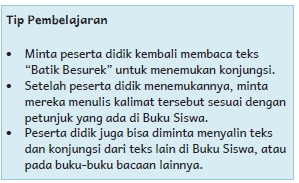 Tip Pembelajaran
• Minta peserta didik kembali membaca teks
“Batik Besurek” untuk menemukan konjungsi.
• Setelah peserta didik menemukannya, minta
mereka menulis kalimat tersebut sesuai dengan
petunjuk yang ada di Buku Siswa.
• Peserta didik juga bisa diminta menyalin teks
dan konjungsi dari teks lain di Buku Siswa, atau
pada buku-buku bacaan lainnya.